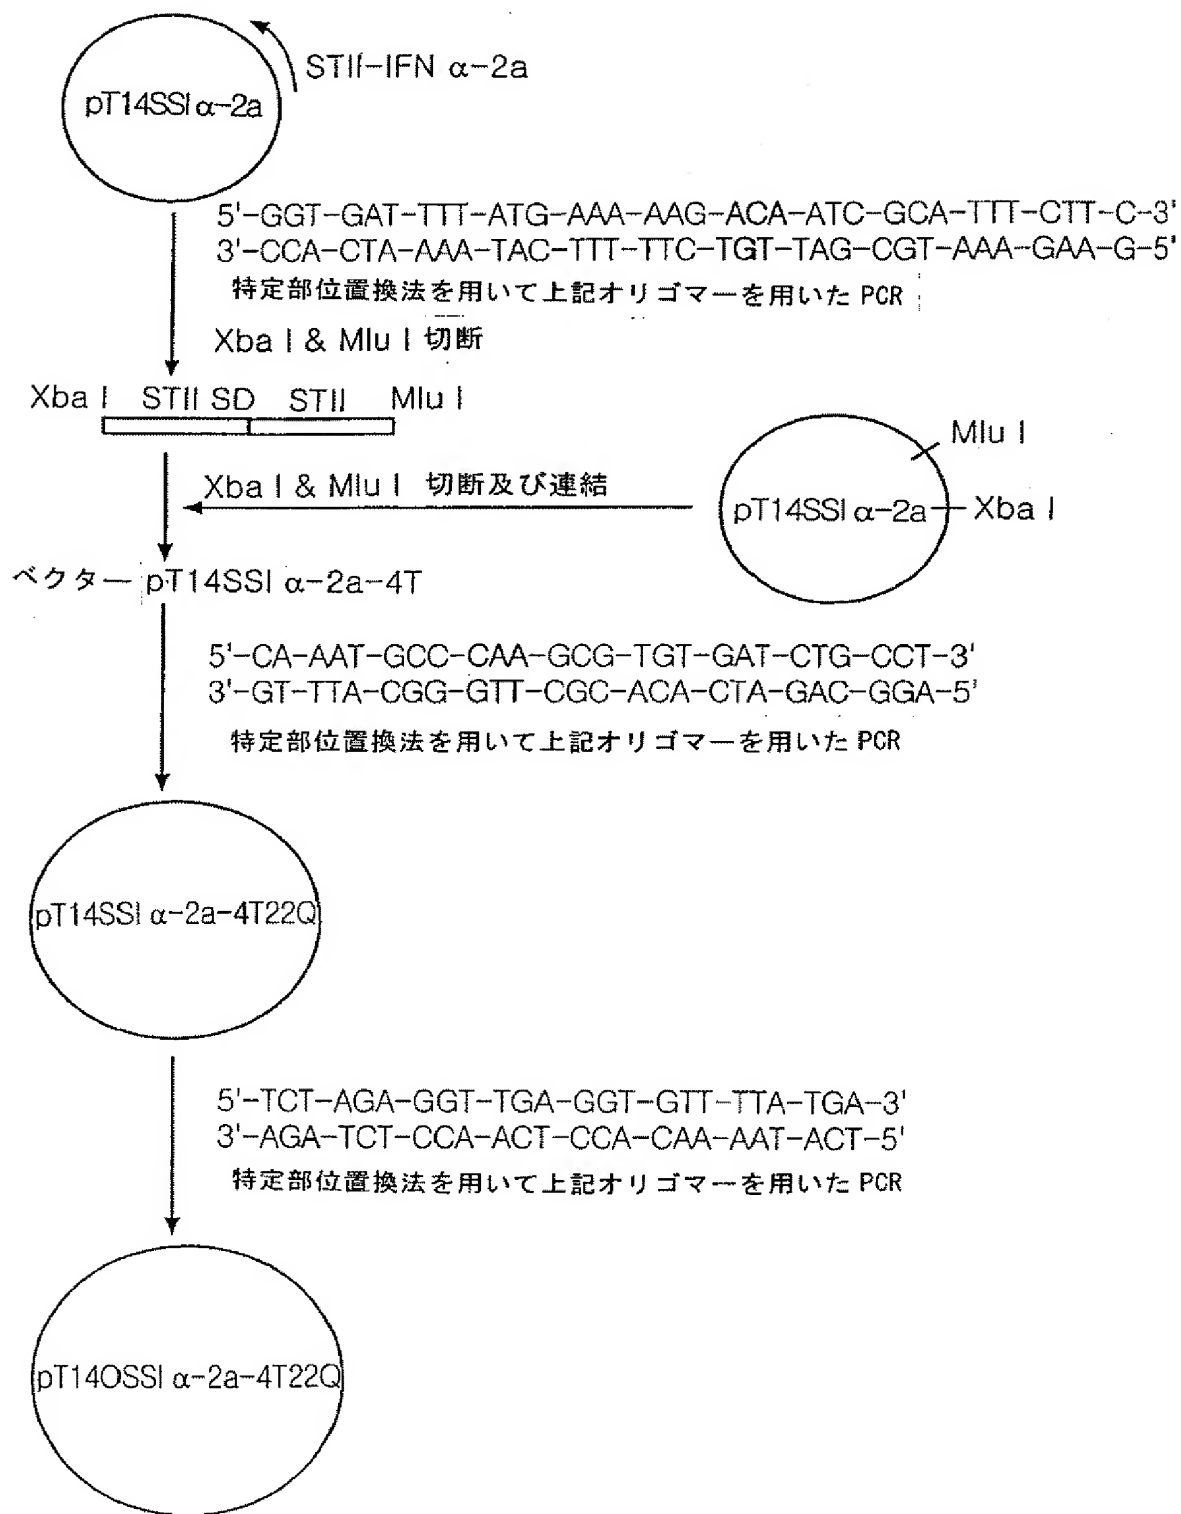 pT14SSI α-2a
STII-IFN α-2a
5'-GGT-GAT-TTT-ATG-AAA-AAG-ACA-ATC-GCA-TTT-CTT-C-3'
3'-CCA-CTA-AAA-TAC-TTT-TTC-TGT-TAG-CGT-AAA-GAA-G-5'
特定部位置換法を用いて上記オリゴマーを用いた PCR
Xba I & Mlu I 切断
Xba I STII SD STII Mlu I
Mlu I
Xba I & Mlu I 切断及び連結
pT14SSI α-2a
Xba I
ベクター pT14SSI α-2a-4T
5'-CA-AAT-GCC-CAA-GCG-TGT-GAT-CTG-CCT-3'
3'-GT-TTA-CGG-GTT-CGC-ACA-CTA-GAC-GGA-5'
特定部位置換法を用いて上記オリゴマーを用いた PCR
pT14SSI α-2a-4T22Q
5'-TCT-AGA-GGT-TGA-GGT-GTT-TTA-TGA-3'
3'-AGA-TCT-CCA-ACT-CCA-CAA-AAT-ACT-5'
特定部位置換法を用いて上記オリゴマーを用いた PCR
pT14OSSI α-2a-4T22Q